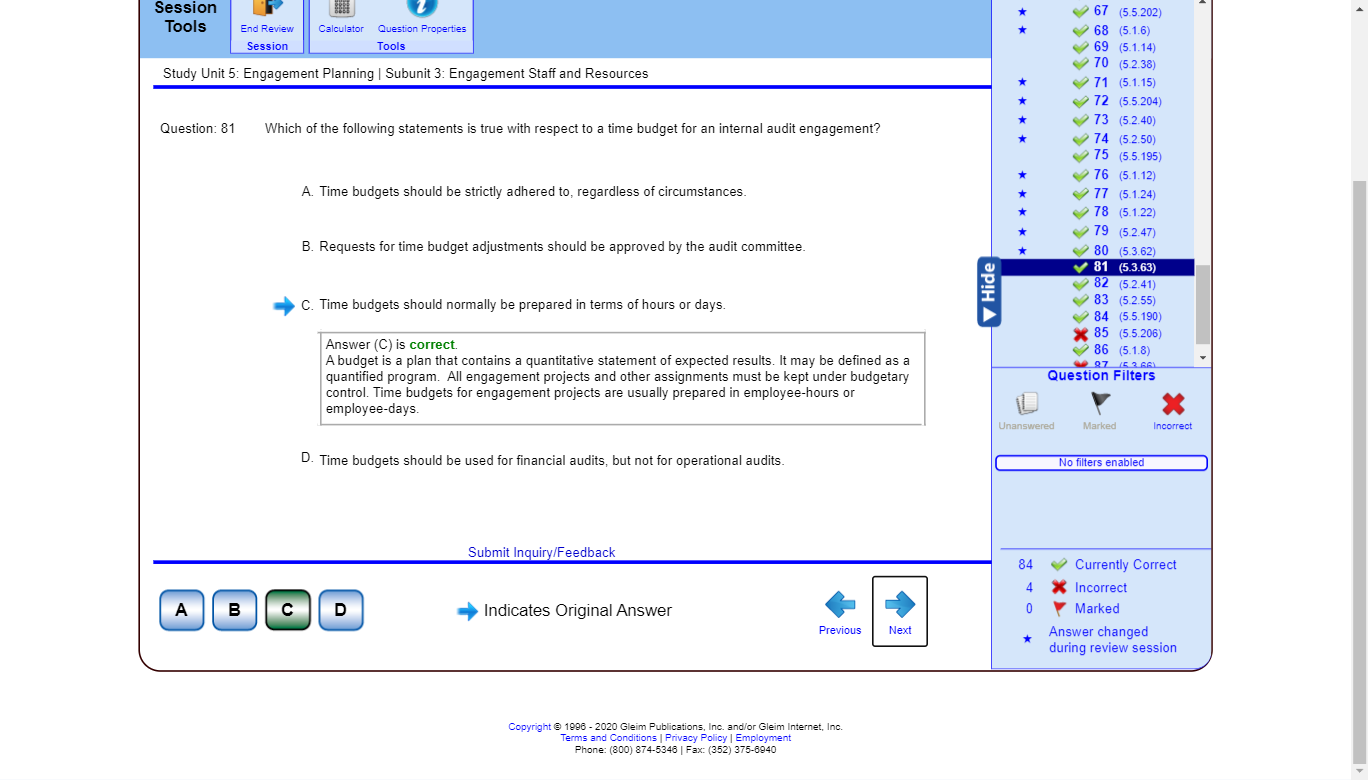 Session
Tools
End Review
Session
Calculator Question Properties
Tools
Study Unit 5: Engagement Planning | Subunit 3: Engagement Staff and Resources
Question: 81 Which of the following statements is true with respect to a time budget for an internal audit engagement?
A. Time budgets should be strictly adhered to, regardless of circumstances.
B. Requests for time budget adjustments should be approved by the audit committee.
C. Time budgets should normally be prepared in terms of hours or days.
Answer (C) is correct.
A budget is a plan that contains a quantitative statement of expected results. It may be defined as a
quantified program. All engagement projects and other assignments must be kept under budgetary
control. Time budgets for engagement projects are usually prepared in employee-hours or
employee-days.
D. Time budgets should be used for financial audits, but not for operational audits.
Submit Inquiry/Feedback
A B C D
Indicates Original Answer
Previous Next
67 (5.5.202)
68 (5.1.6)
69 (5.1.14)
70 (5.2.38)
71 (5.1.15)
72 (5.5.204)
73 (5.2.40)
74 (5.2.50)
75 (5.5.195)
76 (5.1.12)
77 (5.1.24)
78 (5.1.22)
79 (5.2.47)
80 (5.3.62)
81 (5.3.63)
82 (5.2.41)
83 (5.2.55)
84 (5.5.190)
85 (5.5.206)
86 (5.1.8)
87 (5.3.66)
Hide
Question Filters
Unanswered Marked Incorrect
No filters enabled
84 Currently Correct
4 Incorrect
0 Marked
Answer changed
during review session
Copyright © 1996 - 2020 Gleim Publications, Inc. and/or Gleim Internet, Inc.
Terms and Conditions | Privacy Policy | Employment
Phone: (800) 874-5346 | Fax: (352) 375-6940